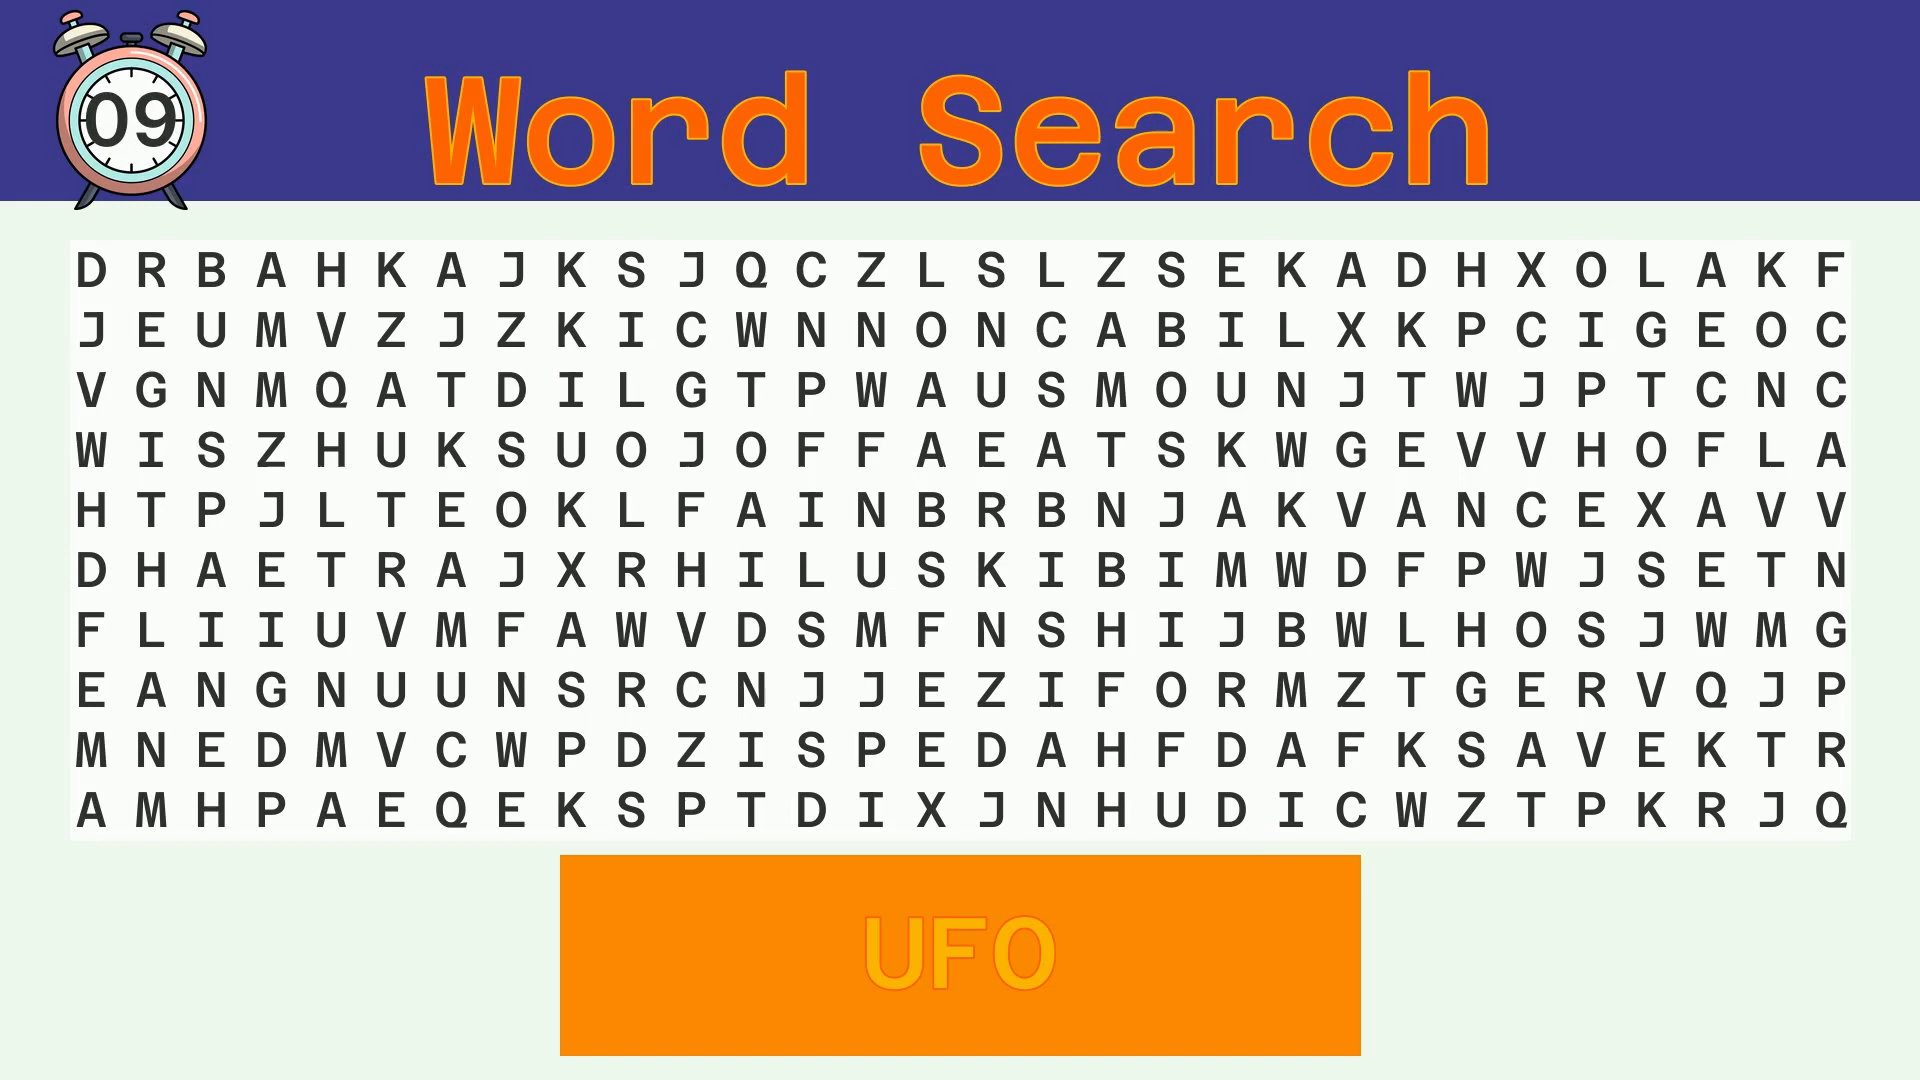 09
Word Search
D R B A H K A J K S J Q C Z L S L Z S E K A D H X O L A K F
J E U M V Z J Z K I C W N N O N C A B I L X K P C I G E O C
V G N M Q A T D I L G T P W A U S M O U N J T W J P T C N C
W I S Z H U K S U O J O F F A E A T S K W G E V V H O F L A
H T P J L T E O K L F A I N B R B N J A K V A N C E X A V V
D H A E T R A J X R H I L U S K I B I M W D F P W J S E T N
F L I I U V M F A W V D S M F N S H I J B W L H O S J W M G
E A N G N U U N S R C N J J E Z I F O R M Z T G E R V Q J P
M N E D M V C W P D Z I S P E D A H F D A F K S A V E K T R
A M H P A E Q E K S P T D I X J N H U D I C W Z T P K R J Q
UFO